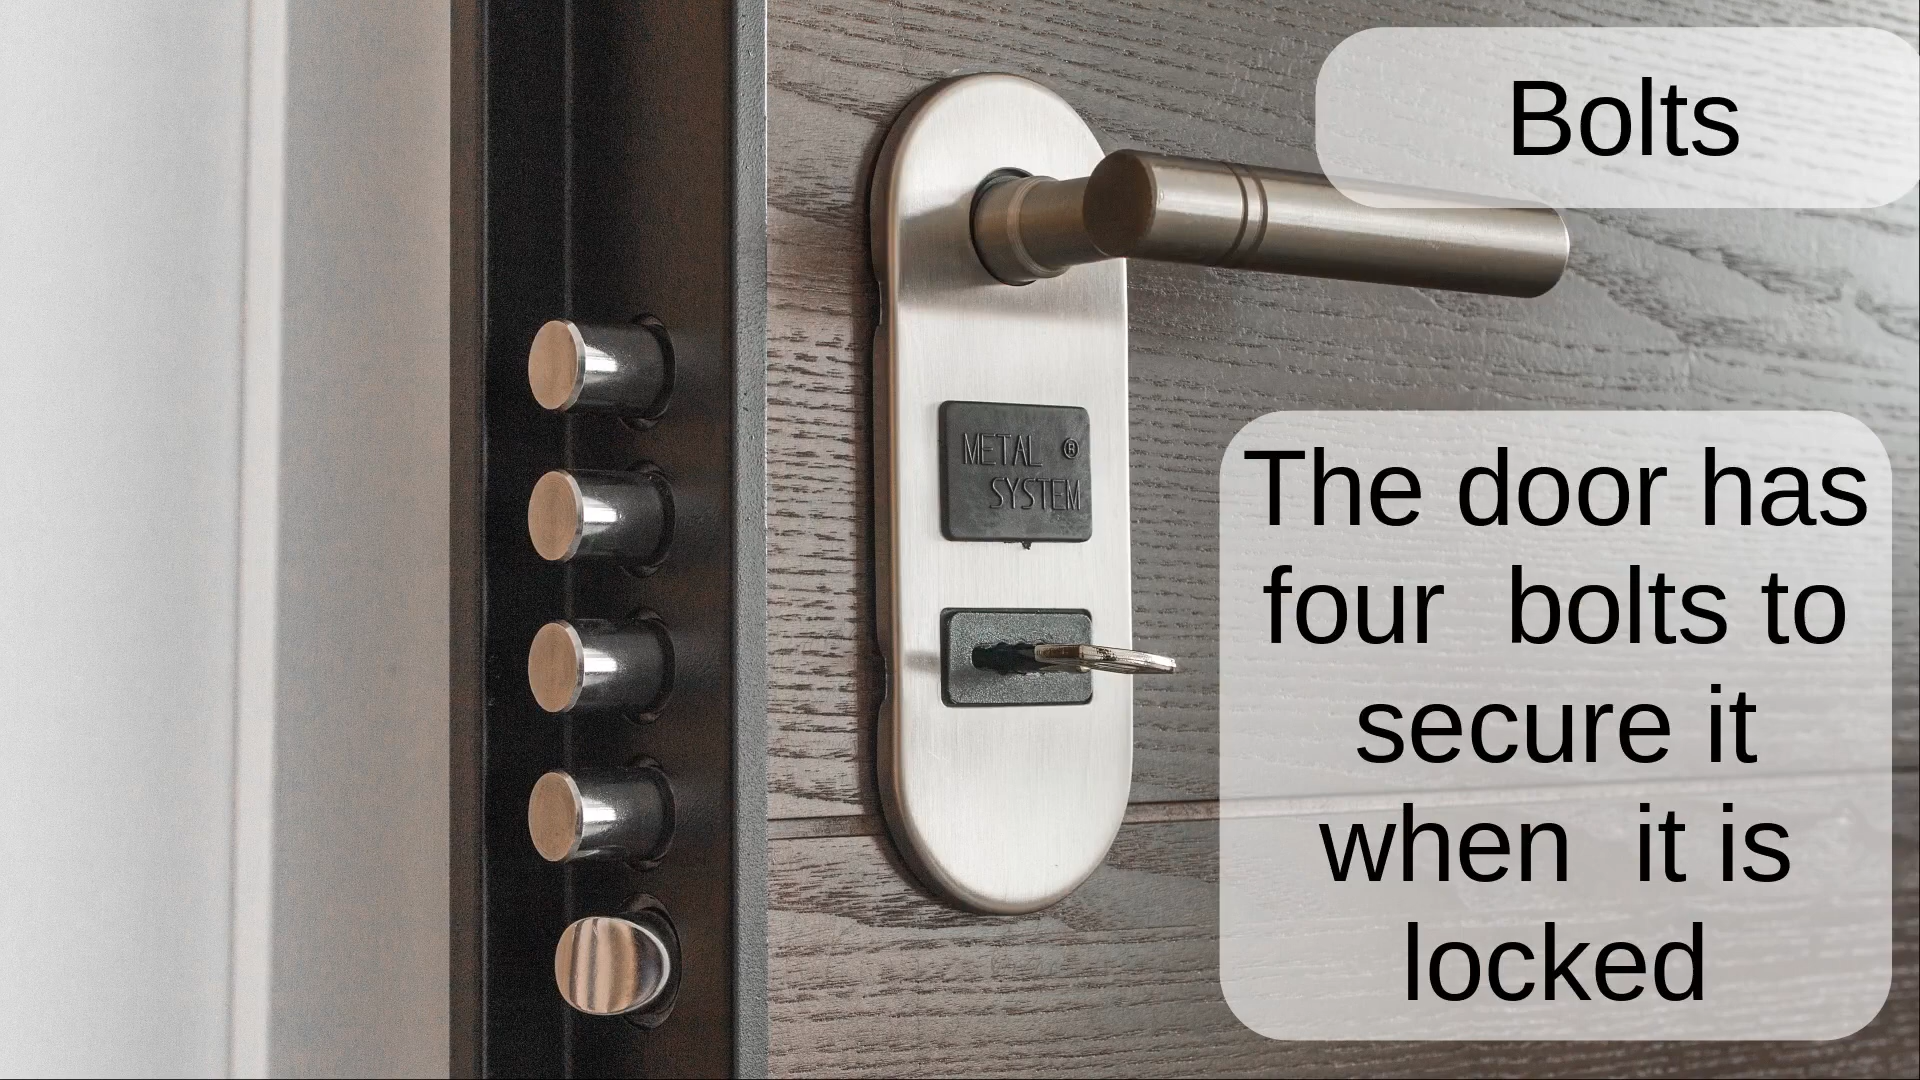 Bolts
METAL ®
SYSTEM
The door has
four  bolts to
secure it
when  it is
locked